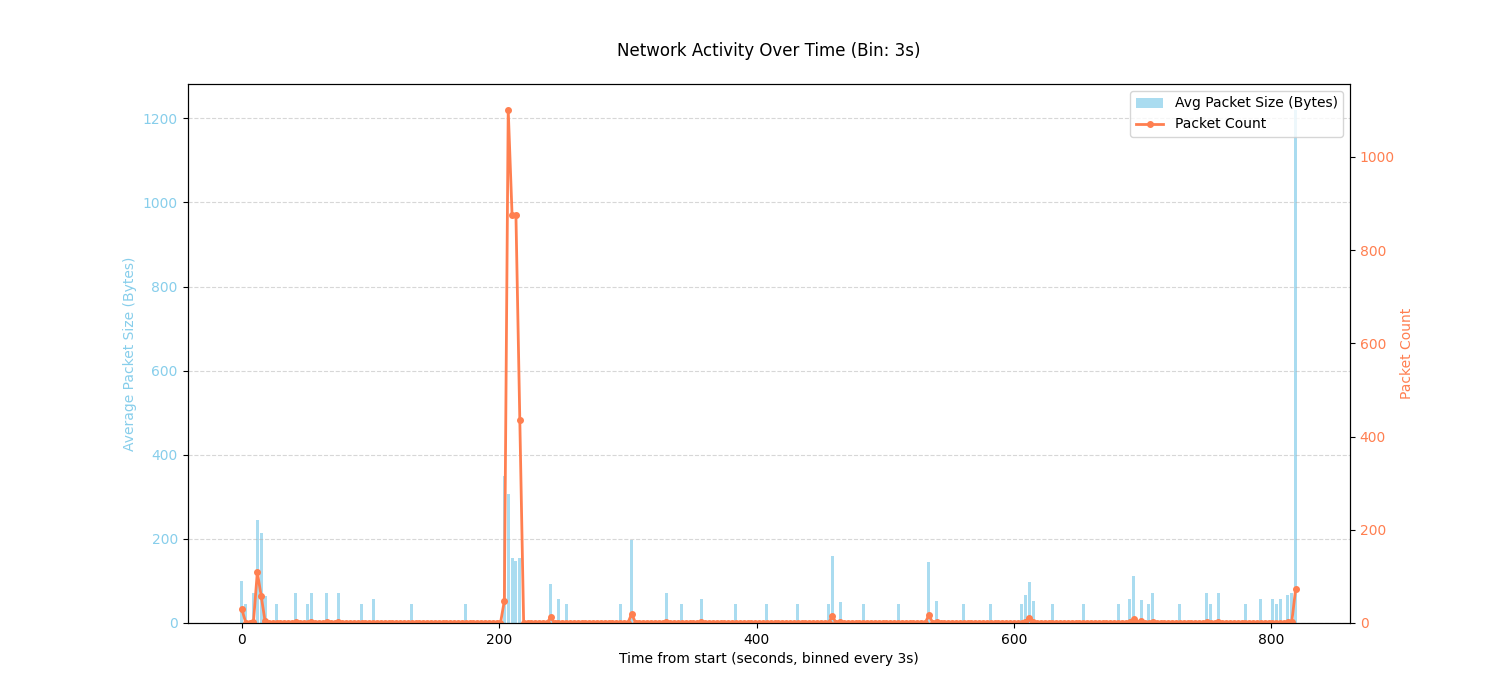 Network Activity Over Time (Bin: 3s)
Avg Packet Size (Bytes)
Packet Count
1200
1000
800
600
400
200
0
Average Packet Size (Bytes)
1000
800
600
400
200
0
Packet Count
0 200 400 600 800
Time from start (seconds, binned every 3s)